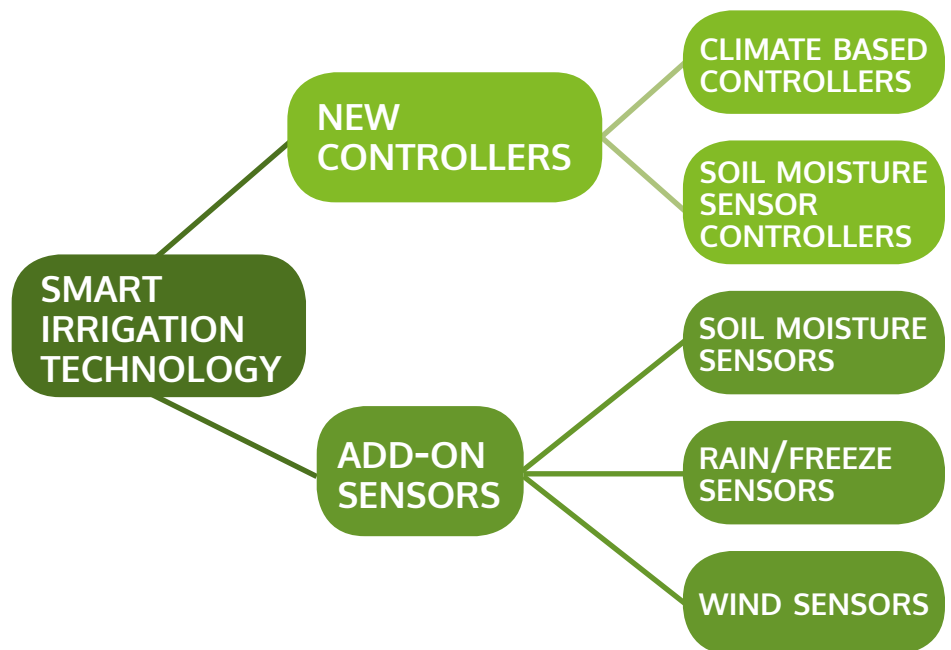 SMART
IRRIGATION
TECHNOLOGY
NEW
CONTROLLERS
CLIMATE BASED
CONTROLLERS
SOIL MOISTURE
SENSOR
CONTROLLERS
ADD-ON
SENSORS
SOIL MOISTURE
SENSORS
RAIN/FREEZE
SENSORS
WIND SENSORS